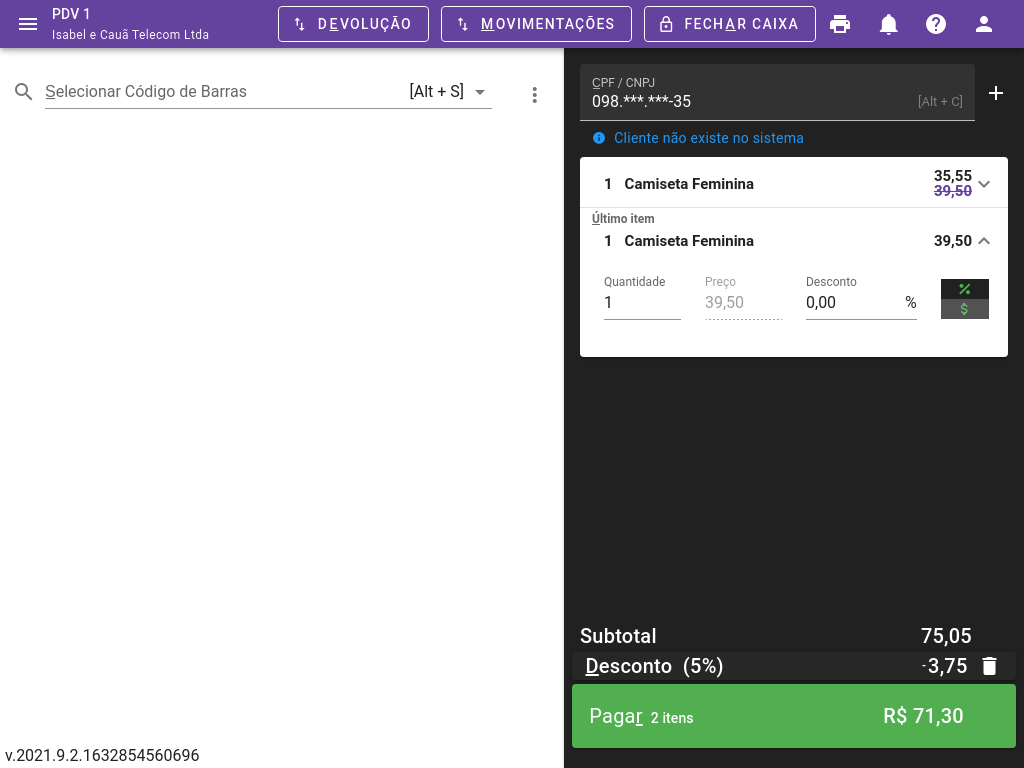 PDV 1
Isabel e Cauã Telecom Ltda
DEVOLUÇÃO
MOVIMENTAÇÕES
FECHAR CAIXA
Selecionar Código de Barras
[Alt + S]
CPF / CNPJ
098.***.***-35
[Alt + C]
Cliente não existe no sistema
1 Camiseta Feminina 35,55
39,50
Último item
1 Camiseta Feminina 39,50
Quantidade Preço Desconto
1 39,50 0,00 %
%
$
Subtotal 75,05
Desconto (5%) -3,75
Pagar 2 itens R$ 71,30
v.2021.9.2.1632854560696